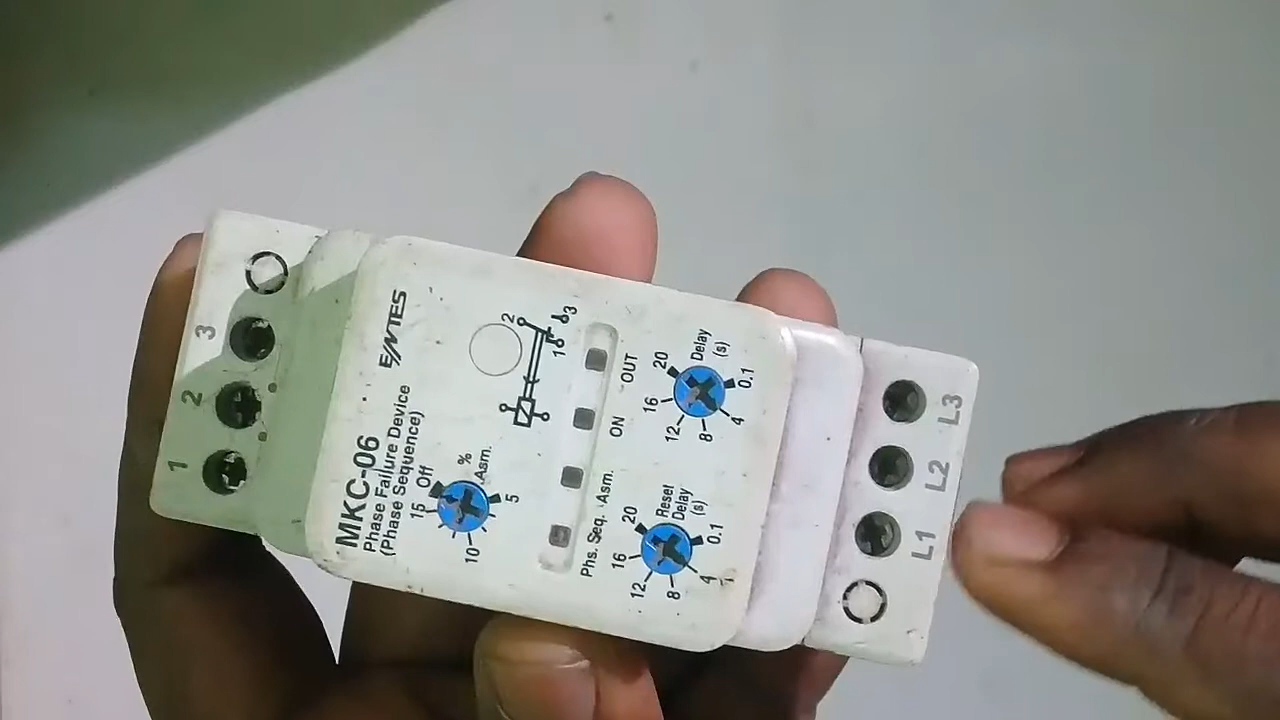 1 2 3
MKC-06
Phase Failure Device
(Phase Sequence)
ENTES
15 Off
%
Asm.
10 5
2
1 3
Phs. Seq. Asm. ON OUT
20
16
12
8
4
0.1
Reset
Delay
(s)
20
16
12
8
4
0.1
Delay
(s)
L1 L2 L3